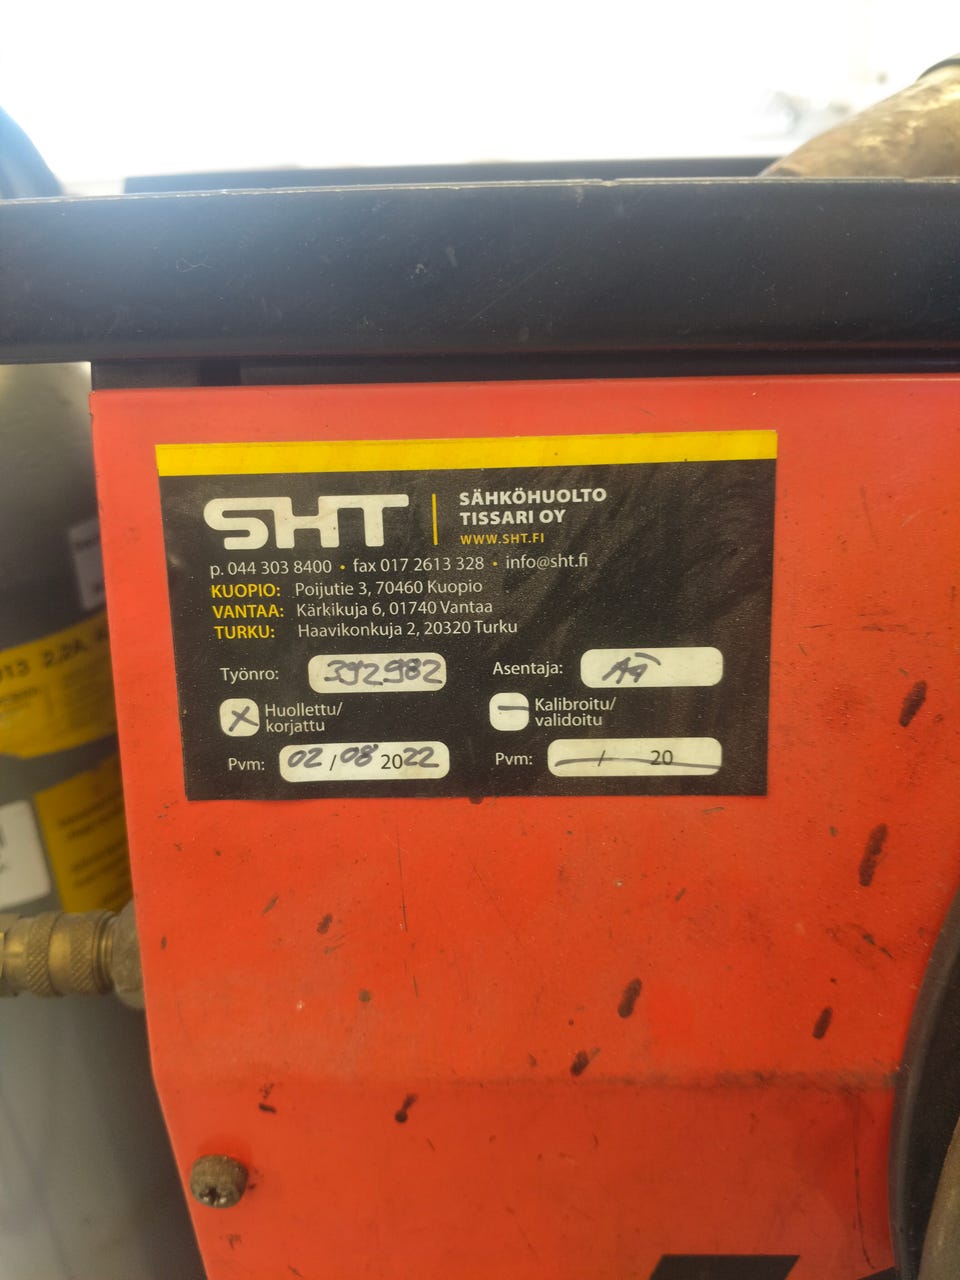 SHT
SÄHKÖHUOLTO
TISSARI OY
WWW.SHT.FI
p. 044 303 8400 • fax 017 2613 328 • info@sht.fi
KUOPIO: Poijutie 3, 70460 Kuopio
VANTAA: Kärkikuja 6, 01740 Vantaa
TURKU: Haavikonkuja 2, 20320 Turku
Työnro: 392982 Asentaja:
Huollettu/
korjattu
Kalibroitu/
validoitu
Pvm: 02/08 2022 Pvm: / 20